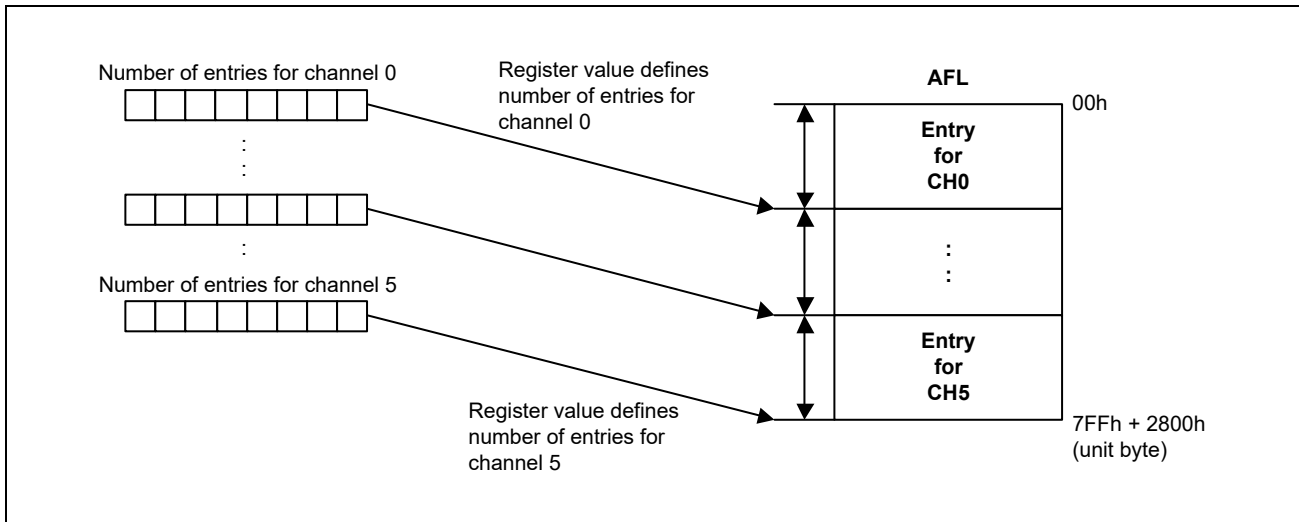 Number of entries for channel 0
:
:
Number of entries for channel 5
:
Register value defines
number of entries for
channel 0
Register value defines
number of entries for
channel 5
AFL
00h
Entry
for
CH0
:
:
Entry
for
CH5
7FFh + 2800h
(unit byte)